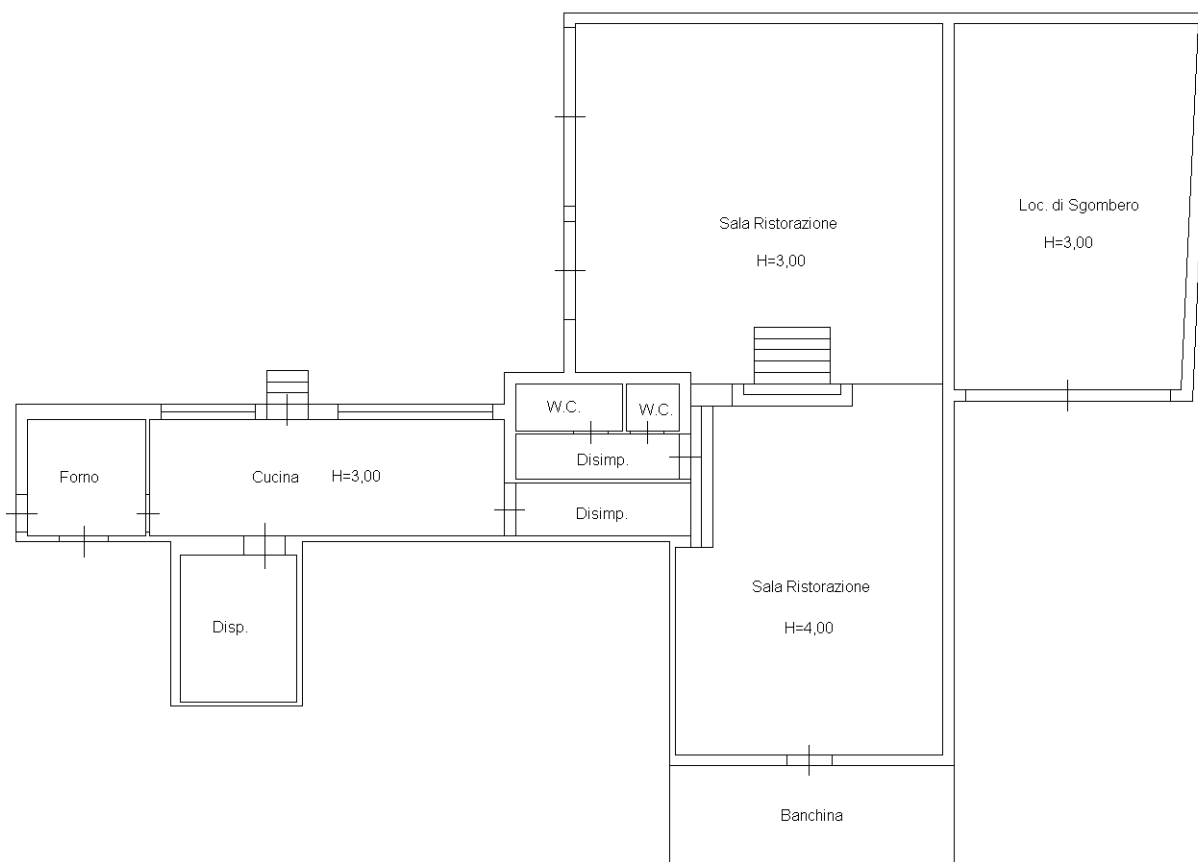 Loc. di Sgombero
H=3,00
Sala Ristorazione
H=3,00
W.C.
W.C.
Disimp.
Forno
Cucina H=3,00
Disimp.
Sala Ristorazione
H=4,00
Disp.
Banchina